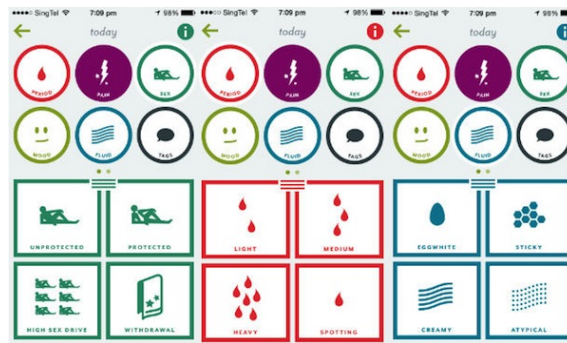 ●●●●○ SingTel 7:09 pm 98%
today
i
PERIOD PAIN SEX
MOOD FLUID TAGS
UNPROTECTED PROTECTED
HIGH SEX DRIVE WITHDRAWAL
●●●●○ SingTel 7:09 pm 98%
today
i
PERIOD PAIN SEX
MOOD FLUID TAGS
LIGHT MEDIUM
HEAVY SPOTTING
●●●●○ SingTel 7:09 pm 98%
today
i
PERIOD PAIN SEX
MOOD FLUID TAGS
EGGWHITE STICKY
CREAMY ATYPICAL